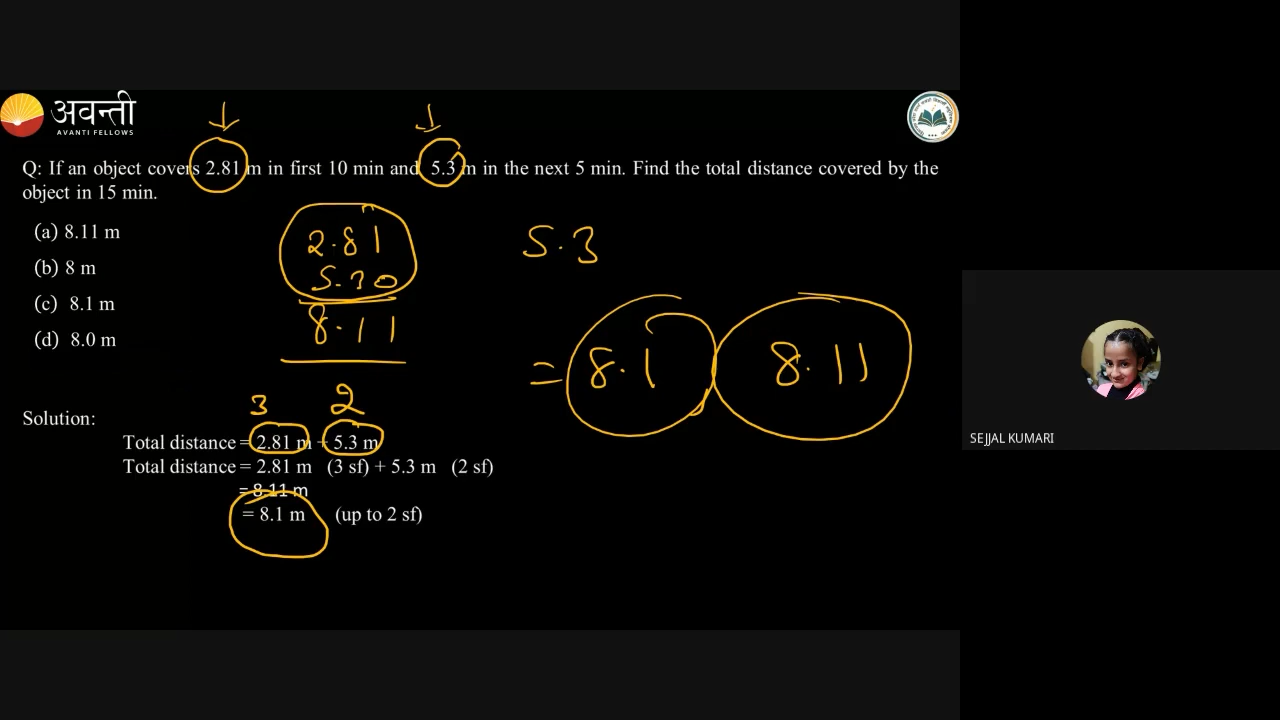 अवन्ती
AVANTI FELLOWS
Q: If an object covers 2.81 m in first 10 min and 5.3 m in the next 5 min. Find the total distance covered by the
object in 15 min.
(a) 8.11 m
(b) 8 m
(c) 8.1 m
(d) 8.0 m
2.81
5.30
8.11
5.3
= 8.1
8.11
3 2
Solution:
Total distance = 2.81 m + 5.3 m
Total distance = 2.81 m (3 sf) + 5.3 m (2 sf)
= 8.11 m
= 8.1 m (up to 2 sf)
SEJJAL KUMARI